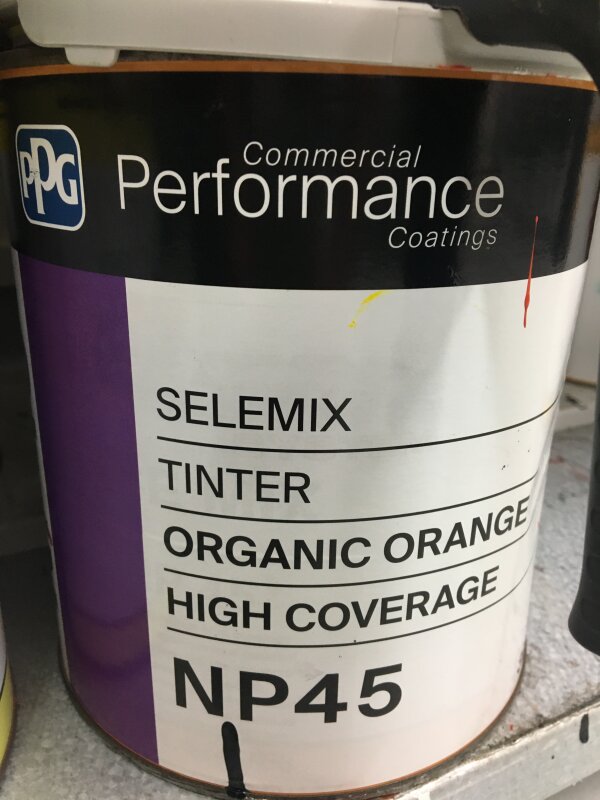 PPG
Commercial
Performance
Coatings
SELEMIX
TINTER
ORGANIC ORANGE
HIGH COVERAGE
NP45